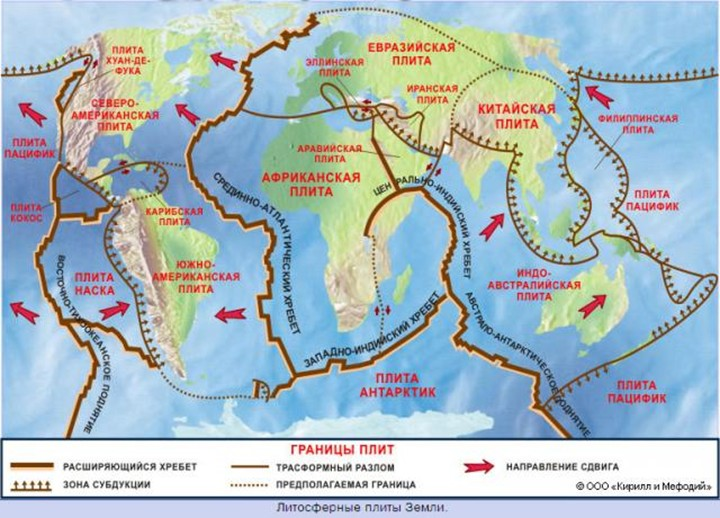 ПЛИТА
ХУАН-ДЕ-
ФУКА
СЕВЕРО-
АМЕРИКАНСКАЯ
ПЛИТА
ПЛИТА
ПАЦИФИК
ПЛИТА
КОКОС
КАРИБСКАЯ
ПЛИТА
ПЛИТА
НАСКА
ЮЖНО-
АМЕРИКАНСКАЯ
ПЛИТА
ВОСТОЧНО-ТИХООКЕАНСКОЕ ПОДНЯТИЕ
СРЕДИННО-АТЛАНТИЧЕСКИЙ ХРЕБЕТ
ЕВРАЗИЙСКАЯ
ПЛИТА
ЭЛЛИНСКАЯ
ПЛИТА
ИРАНСКАЯ
ПЛИТА
КИТАЙСКАЯ
ПЛИТА
ФИЛИППИНСКАЯ
ПЛИТА
АРАВИЙСКАЯ
ПЛИТА
АФРИКАНСКАЯ
ПЛИТА
ЦЕНТРАЛЬНО-ИНДИЙСКИЙ ХРЕБЕТ
ПЛИТА
ПАЦИФИК
ИНДО-
АВСТРАЛИЙСКАЯ
ПЛИТА
ЗАПАДНО-ИНДИЙСКИЙ ХРЕБЕТ
АВСТРАЛО-АНТАРКТИЧЕСКОЕ ПОДНЯТИЕ
ПЛИТА
АНТАРКТИК
ПЛИТА
ПАЦИФИК
ГРАНИЦЫ ПЛИТ
РАСШИРЯЮЩИЙСЯ ХРЕБЕТ
ТРАСФОРМНЫЙ РАЗЛОМ
НАПРАВЛЕНИЕ СДВИГА
ЗОНА СУБДУКЦИИ
ПРЕДПОЛАГАЕМАЯ ГРАНИЦА
© ООО «Кирилл и Мефодий»
Литосферные плиты Земли.